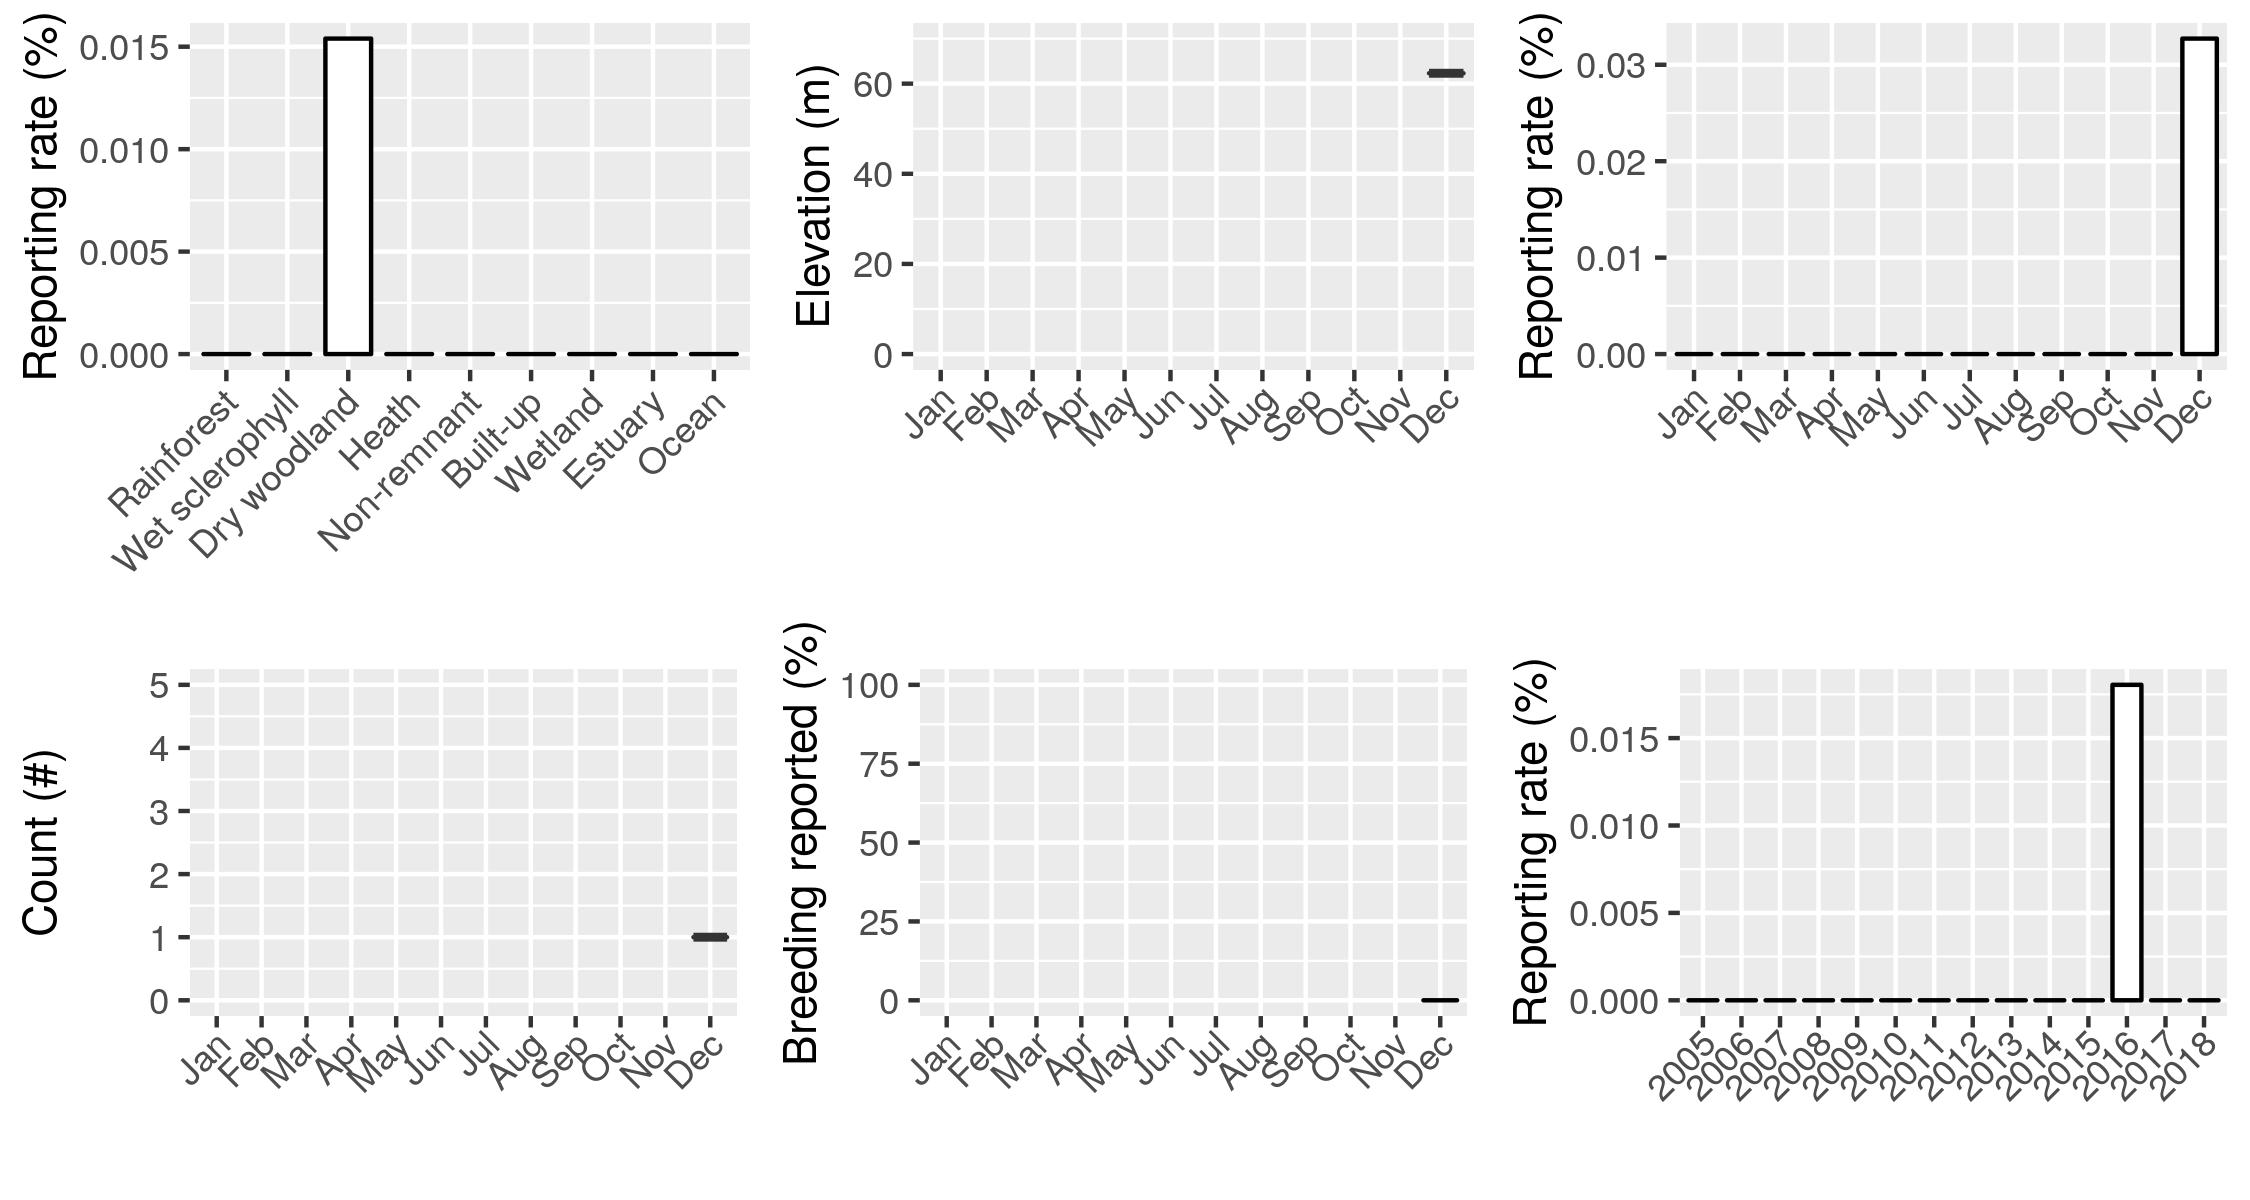 Reporting rate (%)
0.015
0.010
0.005
0.000
Rainforest
Wet sclerophyll
Dry woodland
Heath
Non-remnant
Built-up
Wetland
Estuary
Ocean
Elevation (m)
60
40
20
0
Jan
Feb
Mar
Apr
May
Jun
Jul
Aug
Sep
Oct
Nov
Dec
Reporting rate (%)
0.03
0.02
0.01
0.00
Jan
Feb
Mar
Apr
May
Jun
Jul
Aug
Sep
Oct
Nov
Dec
Count (#)
5
4
3
2
1
0
Jan
Feb
Mar
Apr
May
Jun
Jul
Aug
Sep
Oct
Nov
Dec
Breeding reported (%)
100
75
50
25
0
Jan
Feb
Mar
Apr
May
Jun
Jul
Aug
Sep
Oct
Nov
Dec
Reporting rate (%)
0.015
0.010
0.005
0.000
2005
2006
2007
2008
2009
2010
2011
2012
2013
2014
2015
2016
2017
2018